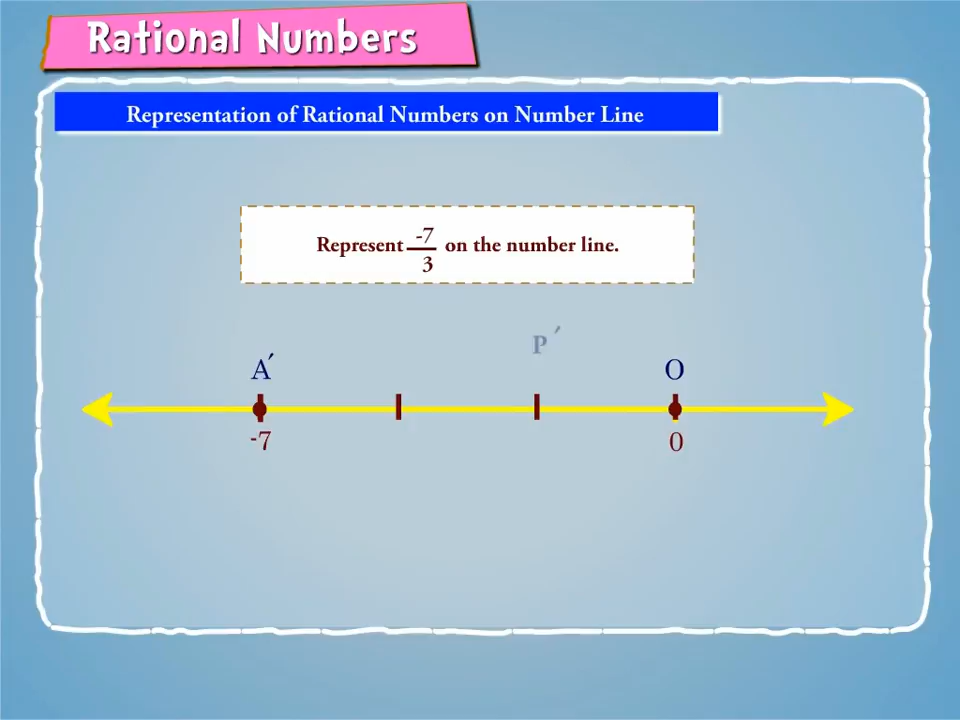 Rational Numbers
Representation of Rational Numbers on Number Line
Represent -7/3 on the number line.
P′
A′ O
-7 0